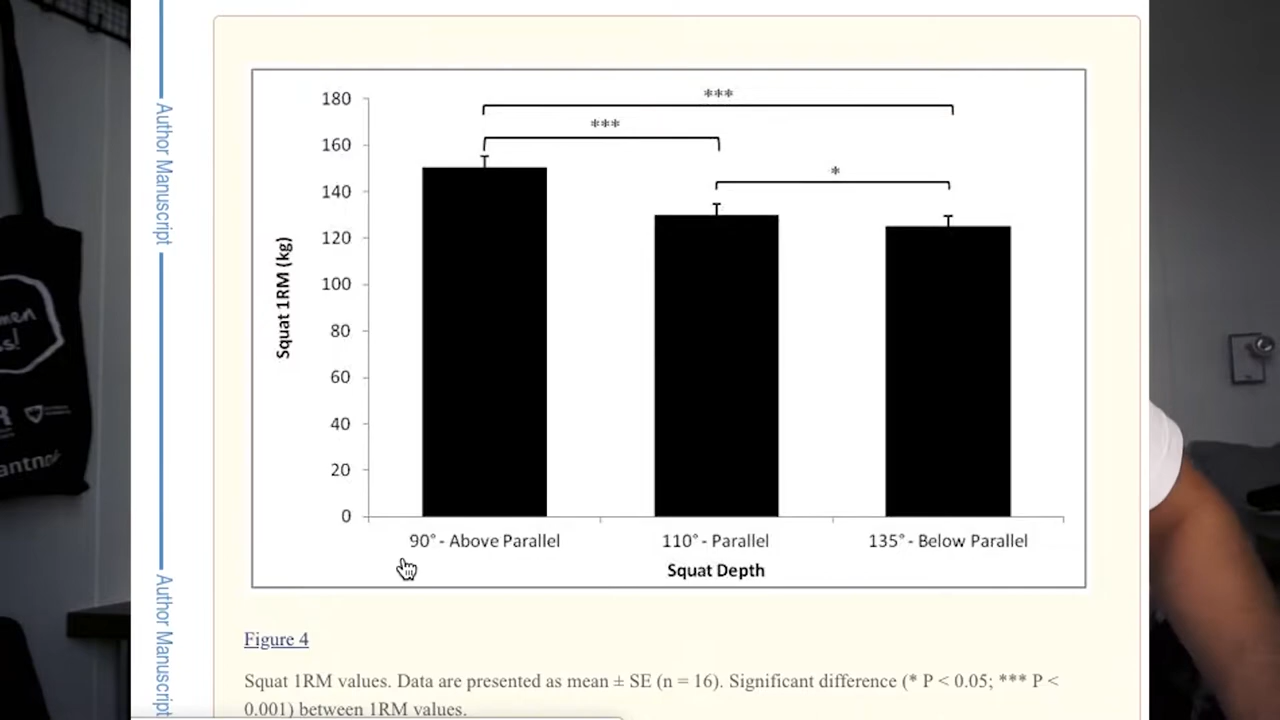 Author Manuscript
Author Manuscript
180
160
140
120
100
80
60
40
20
0
Squat 1RM (kg)
***
***
*
90° - Above Parallel
110° - Parallel
135° - Below Parallel
Squat Depth
Figure 4
Squat 1RM values. Data are presented as mean ± SE (n = 16). Significant difference (* P < 0.05; *** P <
0.001) between 1RM values.